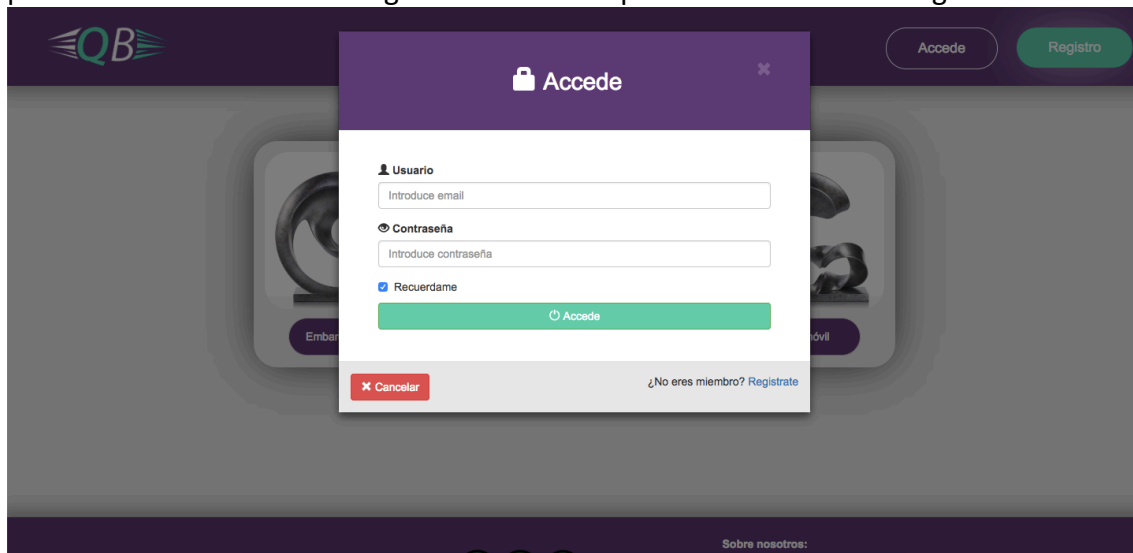 QB
Accede
Registro
Accede
Usuario
Introduce email
Contraseña
Introduce contraseña
Recuerdame
Accede
Cancelar
¿No eres miembro? Registrate
Sobre nosotros: